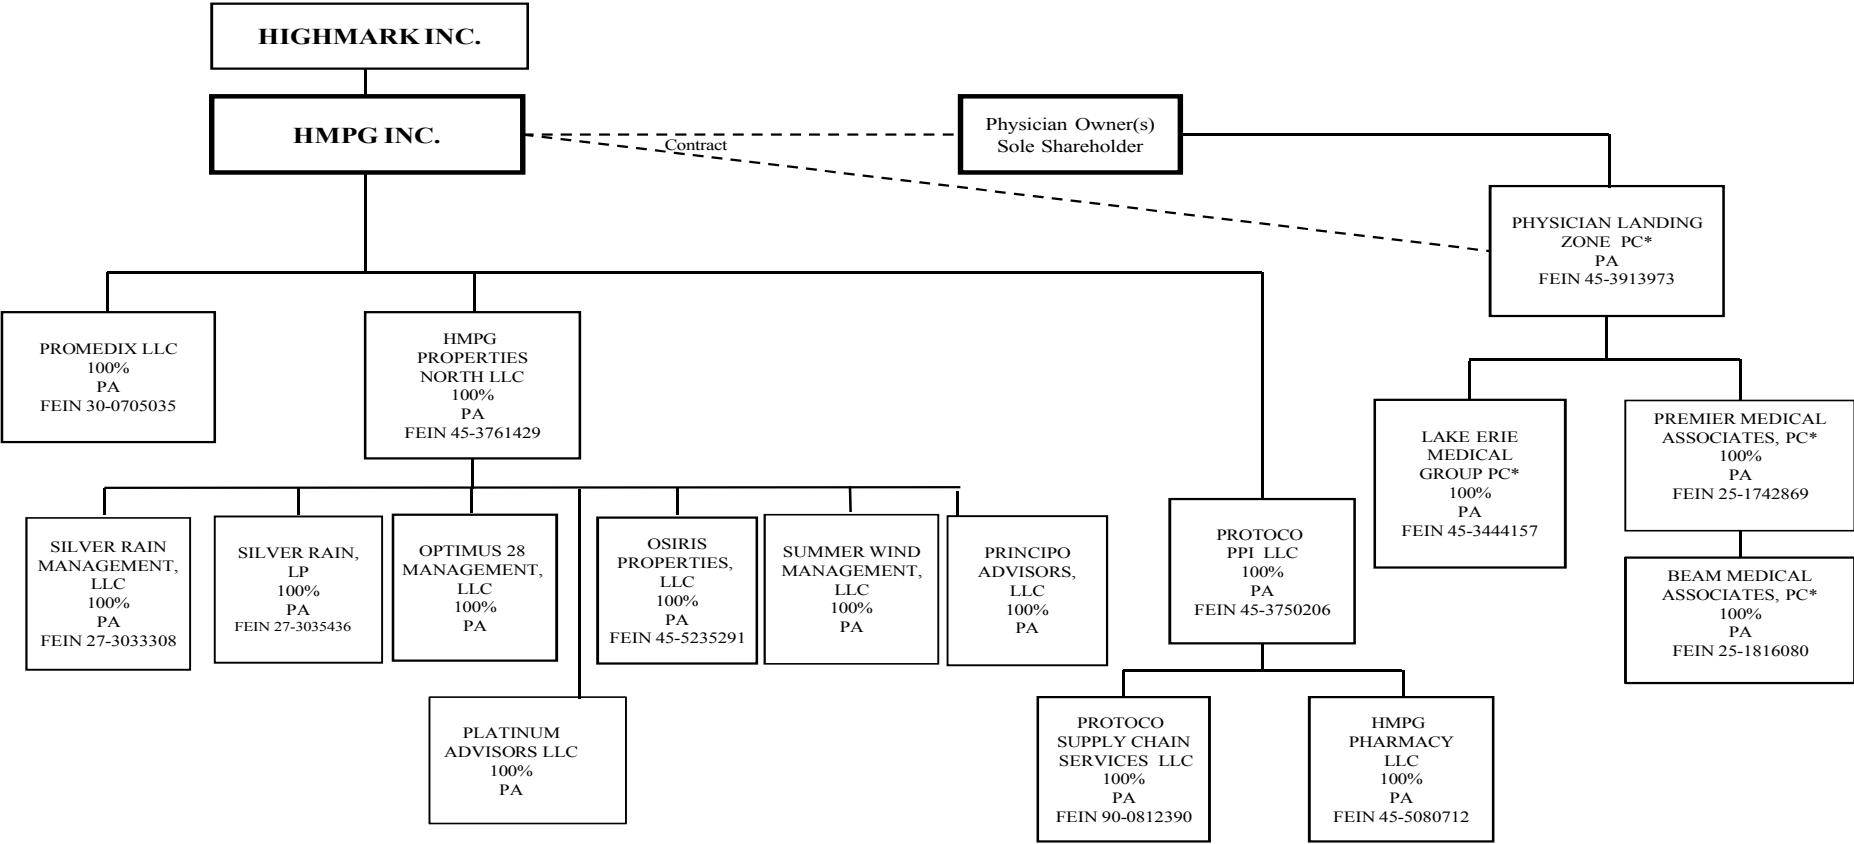 HIGHMARK INC.
HMPG INC.
Contract
Physician Owner(s)
Sole Shareholder
PHYSICIAN LANDING
ZONE PC*
PA
FEIN 45-3913973
PROMEDIX LLC
100%
PA
FEIN 30-0705035
HMPG
PROPERTIES
NORTH LLC
100%
PA
FEIN 45-3761429
LAKE ERIE
MEDICAL
GROUP PC*
100%
PA
FEIN 45-3444157
PREMIER MEDICAL
ASSOCIATES, PC*
100%
PA
FEIN 25-1742869
SILVER RAIN
MANAGEMENT,
LLC
100%
PA
FEIN 27-3033308
SILVER RAIN,
LP
100%
PA
FEIN 27-3035436
OPTIMUS 28
MANAGEMENT,
LLC
100%
PA
OSIRIS
PROPERTIES,
LLC
100%
PA
FEIN 45-5235291
SUMMER WIND
MANAGEMENT,
LLC
100%
PA
PRINCIPO
ADVISORS,
LLC
100%
PA
PROTOCO
PPI LLC
100%
PA
FEIN 45-3750206
BEAM MEDICAL
ASSOCIATES, PC*
100%
PA
FEIN 25-1816080
PLATINUM
ADVISORS LLC
100%
PA
PROTOCO
SUPPLY CHAIN
SERVICES LLC
100%
PA
FEIN 90-0812390
HMPG
PHARMACY
LLC
100%
PA
FEIN 45-5080712